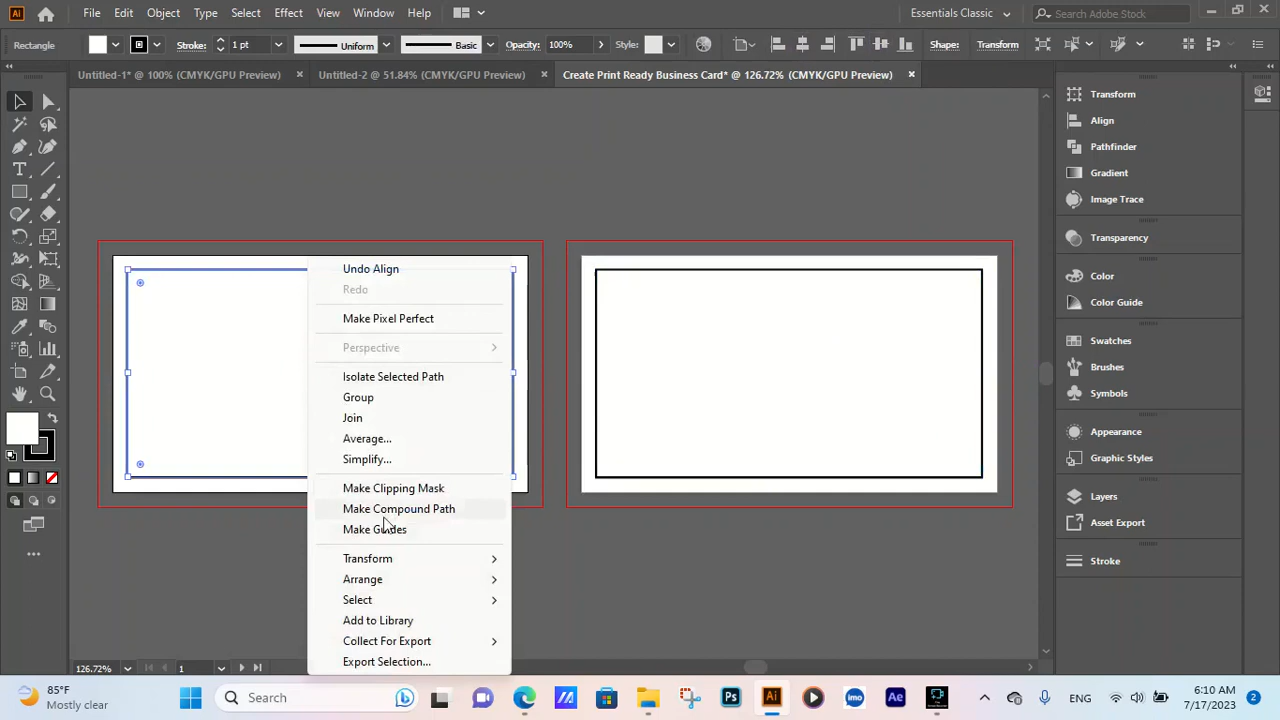 Ai File Edit Object Type Select Effect View Window Help Essentials Classic Search Adobe Stock
Rectangle Stroke: 1 pt Uniform Basic Opacity: 100% Style: Shape: Transform
Untitled-1* @ 100% (CMYK/GPU Preview) × Untitled-2 @ 51.84% (CMYK/GPU Preview) × Create Print Ready Business Card* @ 126.72% (CMYK/GPU Preview) ×
Transform
Align
Pathfinder
Gradient
Image Trace
Transparency
Color
Color Guide
Swatches
Brushes
Symbols
Appearance
Graphic Styles
Layers
Asset Export
Stroke
Undo Align
Redo
Make Pixel Perfect
Perspective
Isolate Selected Path
Group
Join
Average...
Simplify...
Make Clipping Mask
Make Compound Path
Make Guides
Transform
Arrange
Select
Add to Library
Collect For Export
Export Selection...
126.72% 1
85°F
Mostly clear
Search
Ps Ai imo Ae
ENG
6:10 AM
7/17/2023
2